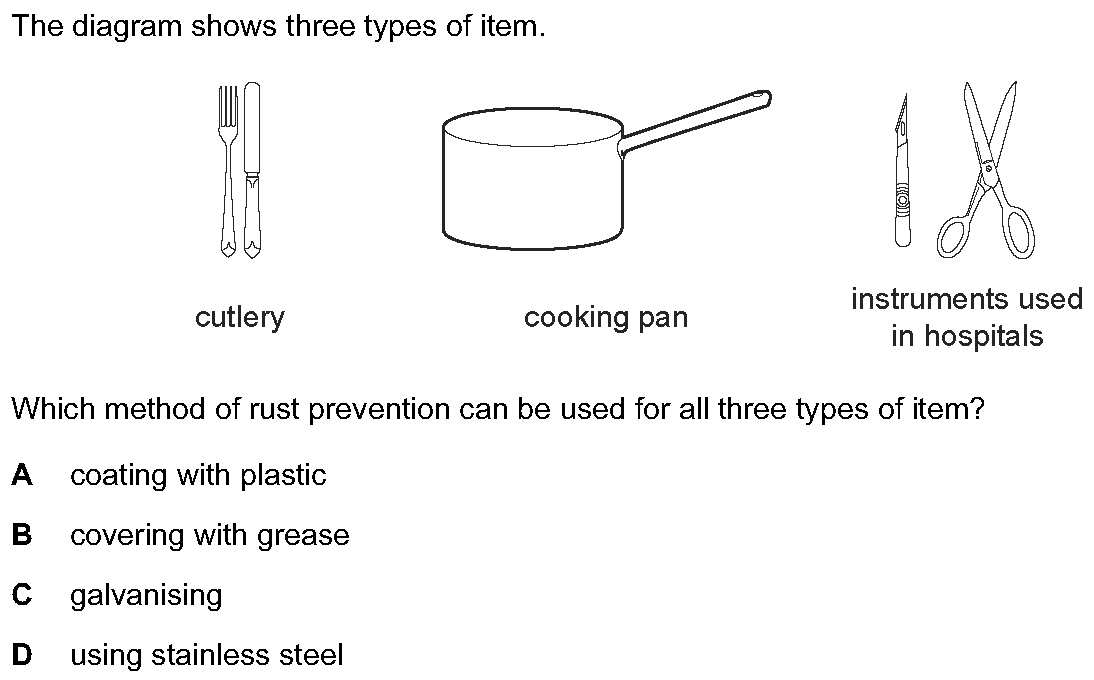 The diagram shows three types of item.
cutlery
cooking pan
instruments used
in hospitals
Which method of rust prevention can be used for all three types of item?
A coating with plastic
B covering with grease
C galvanising
D using stainless steel